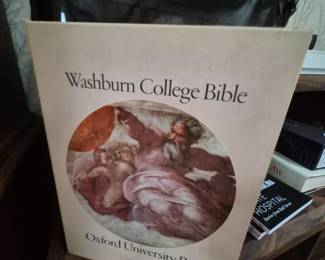 Washburn College Bible
Oxford University P
HOSPITAL